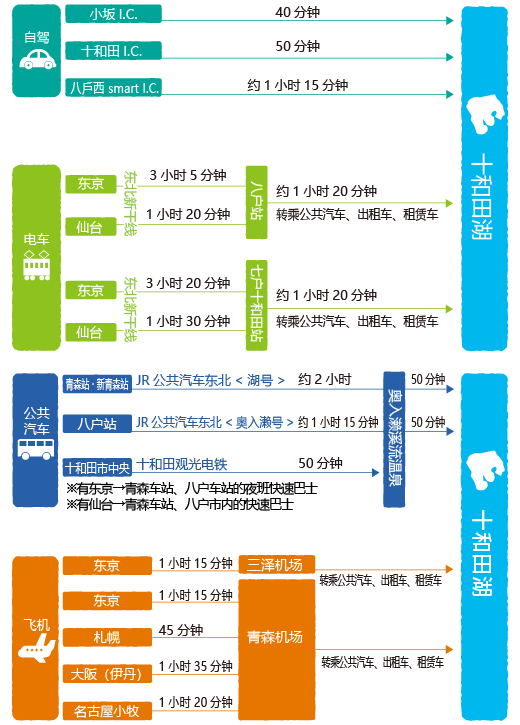 自驾
小坂 I.C.
40 分钟
十和田 I.C.
50 分钟
八戶西 smart I.C.
约 1 小时 15 分钟
十和田湖
电车
东京
仙台
东北新干线
3 小时 5 分钟
1 小时 20 分钟
八户站
约 1 小时 20 分钟
转乘公共汽车、出租车、租赁车
东京
仙台
东北新干线
3 小时 20 分钟
1 小时 30 分钟
七户十和田站
约 1 小时 20 分钟
转乘公共汽车、出租车、租赁车
公共
汽车
青森站・新青森站
JR 公共汽车东北 < 湖号 >
约 2 小时
50 分钟
八户站
JR 公共汽车东北 < 奥入濑号 >
约 1 小时 15 分钟
50 分钟
十和田市中央
十和田观光电铁
50 分钟
奥入濑溪流温泉
※有东京→青森车站、八户车站的夜班快速巴士
※有仙台→青森车站、八户市内的快速巴士
十和田湖
飞机
东京
1 小时 15 分钟
三泽机场
转乘公共汽车、出租车、租赁车
东京
1 小时 15 分钟
札幌
45 分钟
青森机场
大阪（伊丹）
1 小时 35 分钟
转乘公共汽车、出租车、租赁车
名古屋小牧
1 小时 20 分钟